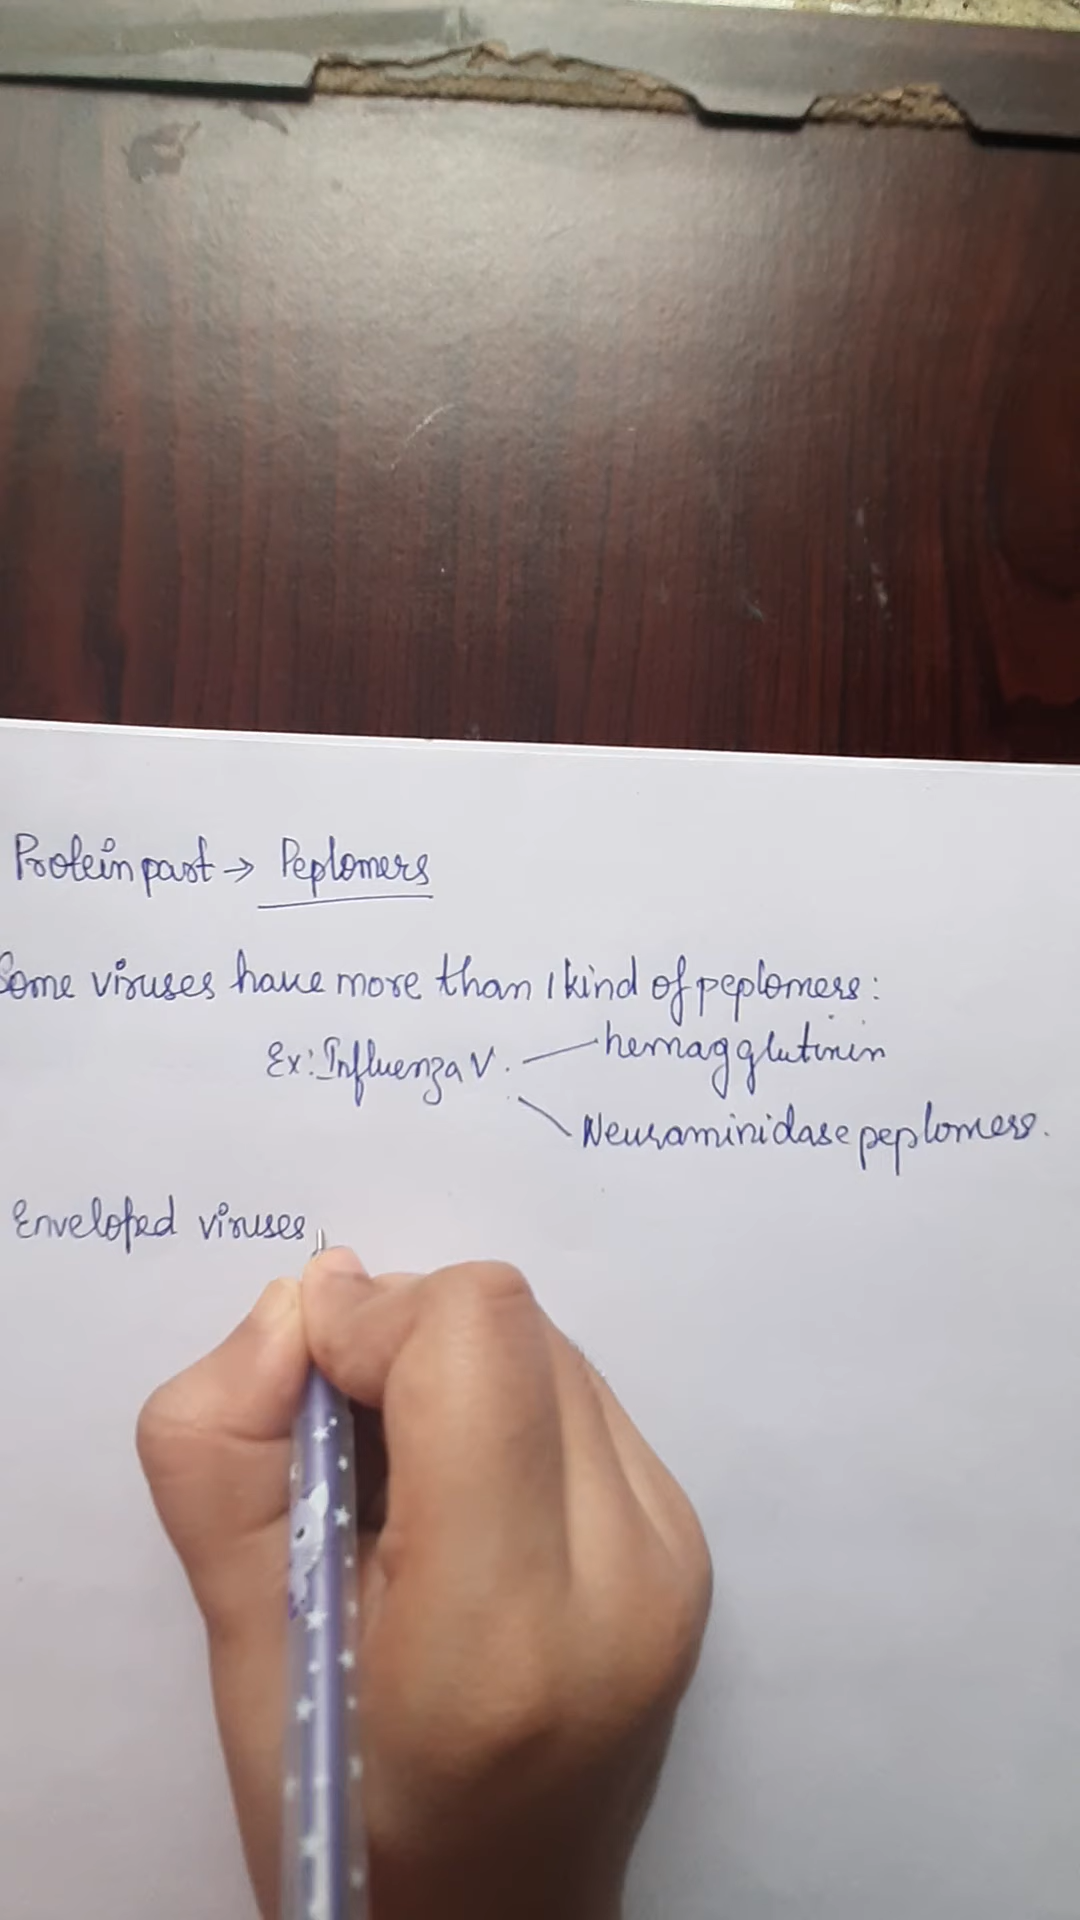 Protein part → Peplomers
Some viruses have more than 1 kind of peplomers:
Ex: Influenza V. hemagglutinin
Neuraminidase peplomers.
Enveloped viruses